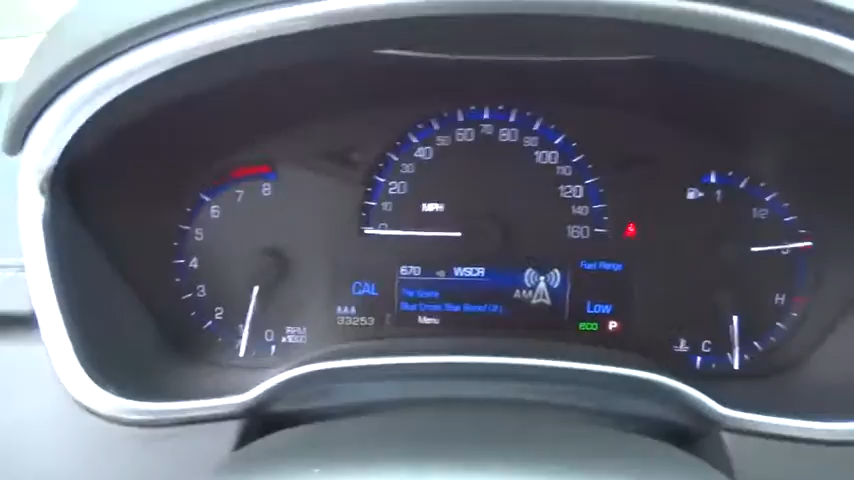 0 1 2 3 4 5 6 7 8
RPM
x1000
0 10 20 30 40 50 60 70 80 90 100 110 120 140 160
MPH
1 1/2
H
C
CAL
33253
670 WSCR
AM
Menu
Fuel Range
Low
ECO P